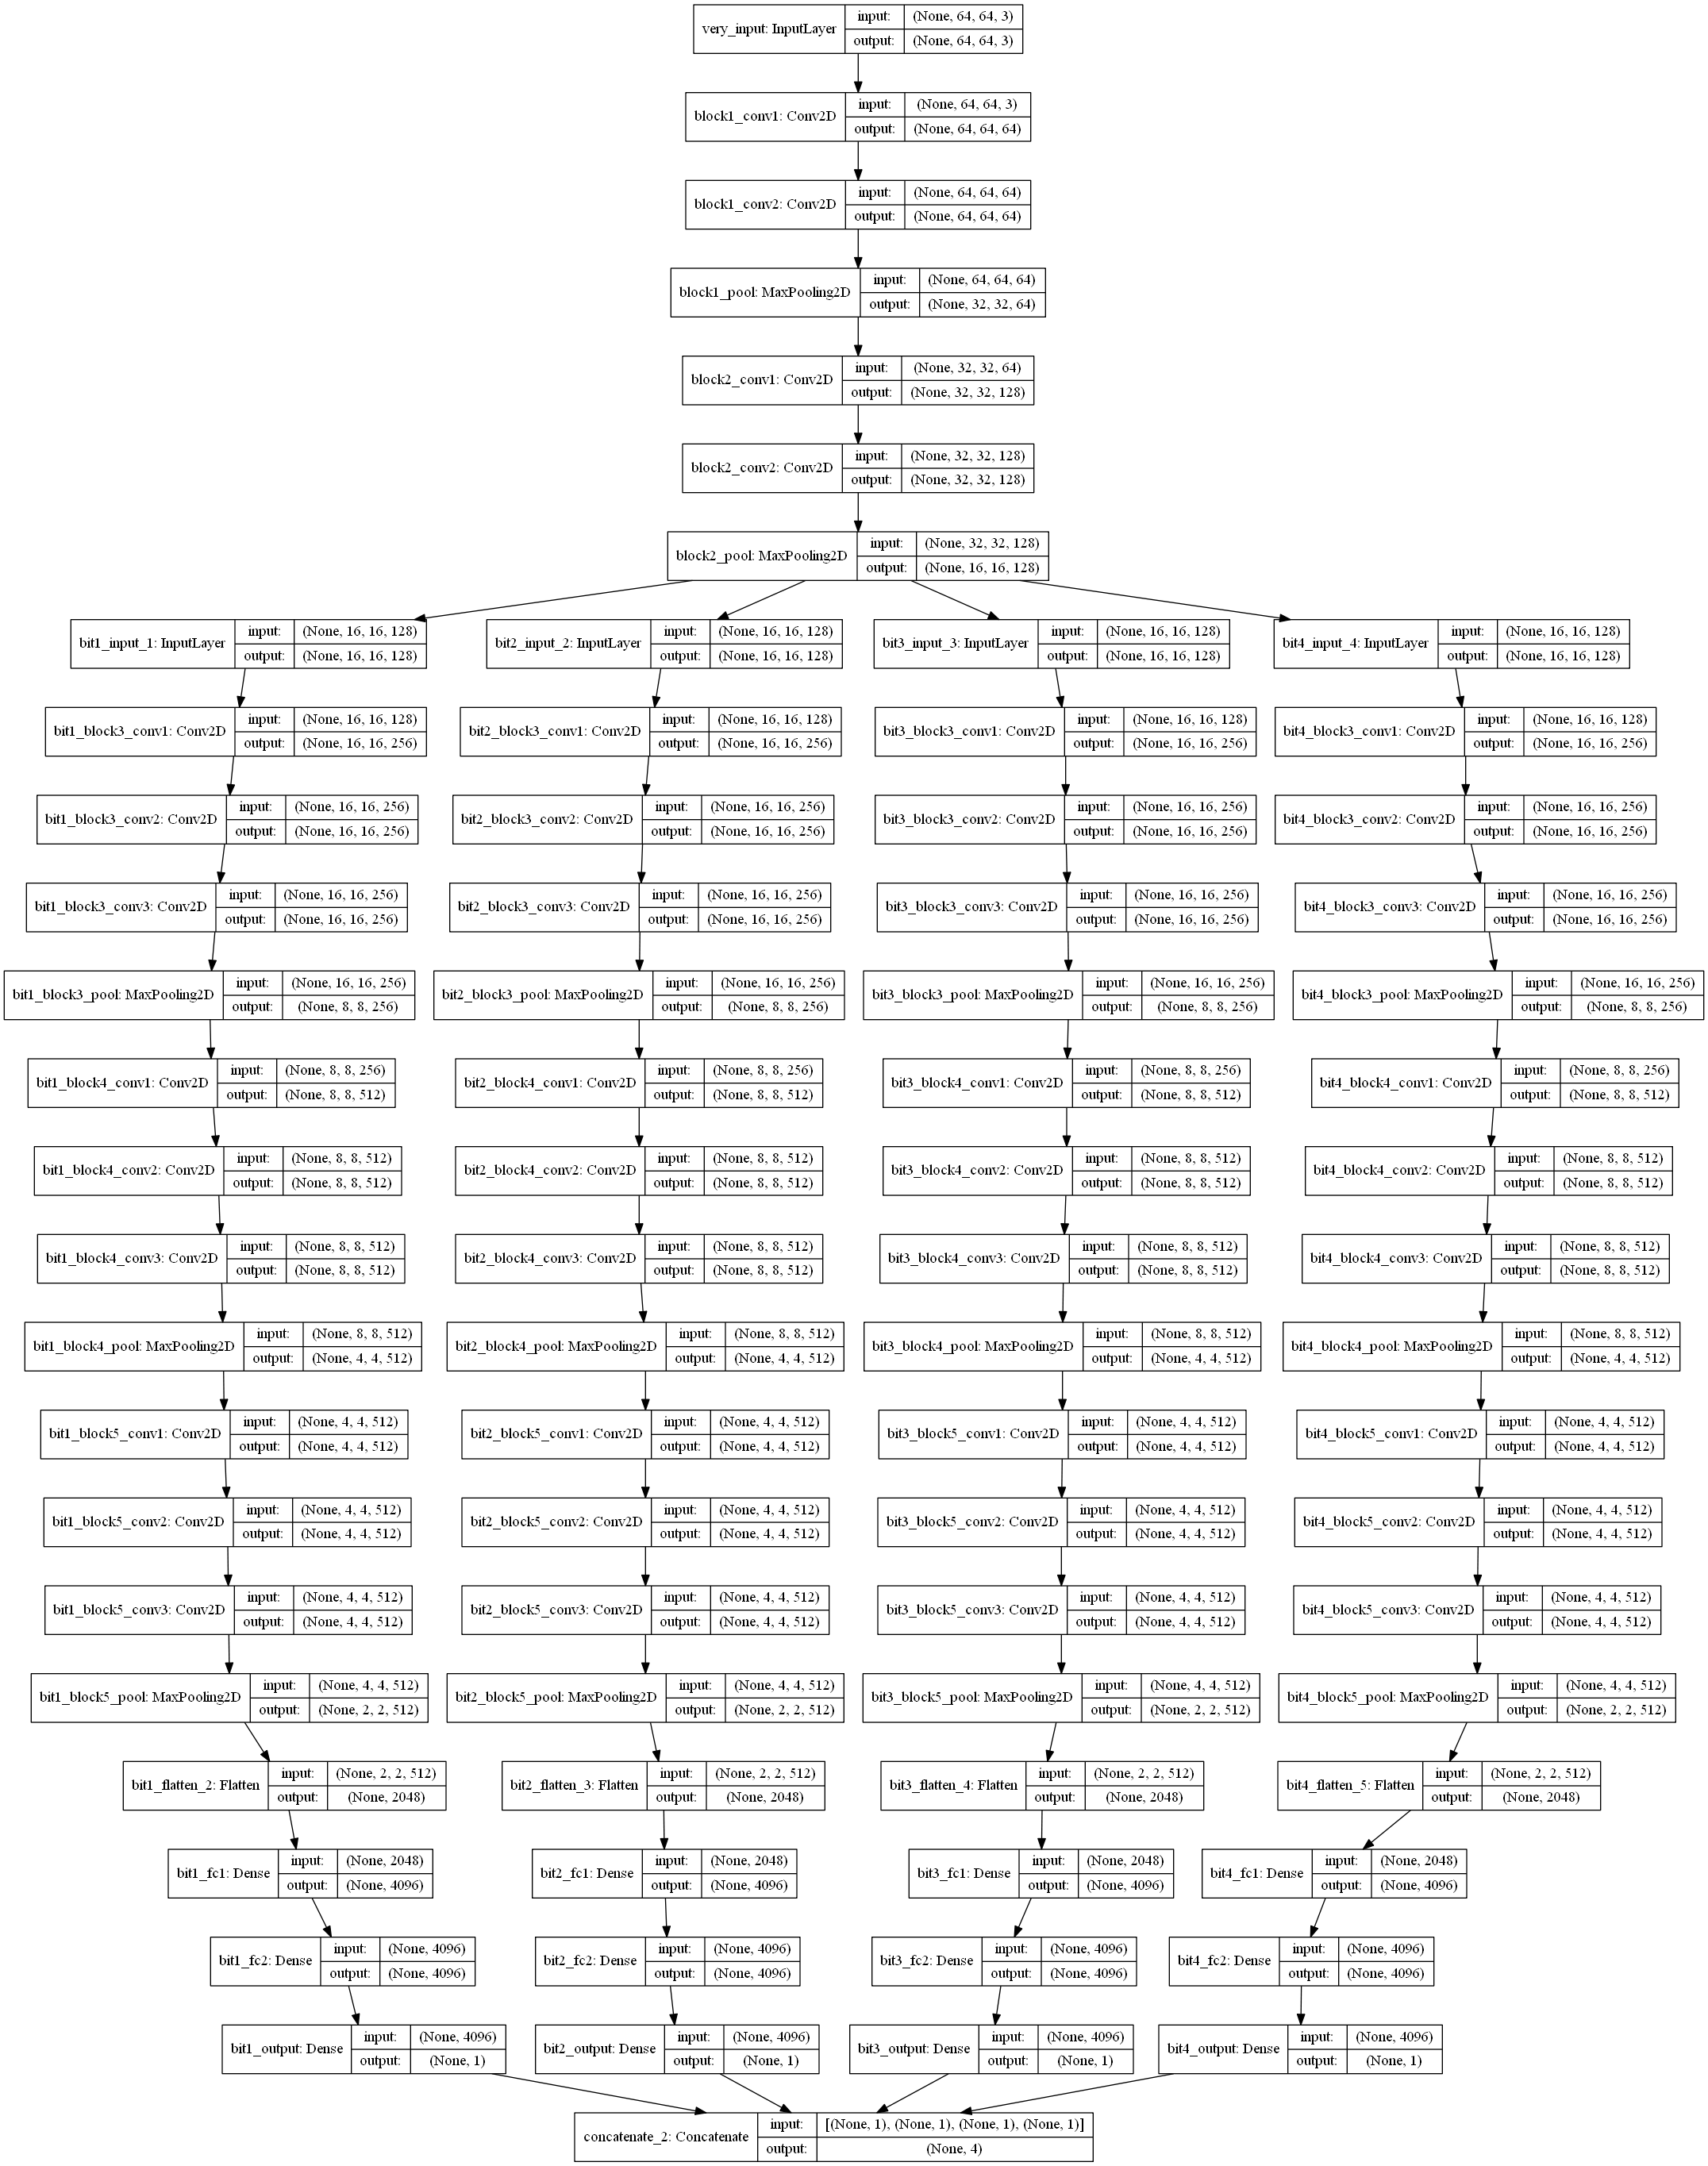 very_input: InputLayer input: (None, 64, 64, 3)
output: (None, 64, 64, 3)
block1_conv1: Conv2D input: (None, 64, 64, 3)
output: (None, 64, 64, 64)
block1_conv2: Conv2D input: (None, 64, 64, 64)
output: (None, 64, 64, 64)
block1_pool: MaxPooling2D input: (None, 64, 64, 64)
output: (None, 32, 32, 64)
block2_conv1: Conv2D input: (None, 32, 32, 64)
output: (None, 32, 32, 128)
block2_conv2: Conv2D input: (None, 32, 32, 128)
output: (None, 32, 32, 128)
block2_pool: MaxPooling2D input: (None, 32, 32, 128)
output: (None, 16, 16, 128)
bit1_input_1: InputLayer input: (None, 16, 16, 128) bit2_input_2: InputLayer input: (None, 16, 16, 128) bit3_input_3: InputLayer input: (None, 16, 16, 128) bit4_input_4: InputLayer input: (None, 16, 16, 128)
output: (None, 16, 16, 128) output: (None, 16, 16, 128) output: (None, 16, 16, 128) output: (None, 16, 16, 128)
bit1_block3_conv1: Conv2D input: (None, 16, 16, 128) bit2_block3_conv1: Conv2D input: (None, 16, 16, 128) bit3_block3_conv1: Conv2D input: (None, 16, 16, 128) bit4_block3_conv1: Conv2D input: (None, 16, 16, 128)
output: (None, 16, 16, 256) output: (None, 16, 16, 256) output: (None, 16, 16, 256) output: (None, 16, 16, 256)
bit1_block3_conv2: Conv2D input: (None, 16, 16, 256) bit2_block3_conv2: Conv2D input: (None, 16, 16, 256) bit3_block3_conv2: Conv2D input: (None, 16, 16, 256) bit4_block3_conv2: Conv2D input: (None, 16, 16, 256)
output: (None, 16, 16, 256) output: (None, 16, 16, 256) output: (None, 16, 16, 256) output: (None, 16, 16, 256)
bit1_block3_conv3: Conv2D input: (None, 16, 16, 256) bit2_block3_conv3: Conv2D input: (None, 16, 16, 256) bit3_block3_conv3: Conv2D input: (None, 16, 16, 256) bit4_block3_conv3: Conv2D input: (None, 16, 16, 256)
output: (None, 16, 16, 256) output: (None, 16, 16, 256) output: (None, 16, 16, 256) output: (None, 16, 16, 256)
bit1_block3_pool: MaxPooling2D input: (None, 16, 16, 256) bit2_block3_pool: MaxPooling2D input: (None, 16, 16, 256) bit3_block3_pool: MaxPooling2D input: (None, 16, 16, 256) bit4_block3_pool: MaxPooling2D input: (None, 16, 16, 256)
output: (None, 8, 8, 256) output: (None, 8, 8, 256) output: (None, 8, 8, 256) output: (None, 8, 8, 256)
bit1_block4_conv1: Conv2D input: (None, 8, 8, 256) bit2_block4_conv1: Conv2D input: (None, 8, 8, 256) bit3_block4_conv1: Conv2D input: (None, 8, 8, 256) bit4_block4_conv1: Conv2D input: (None, 8, 8, 256)
output: (None, 8, 8, 512) output: (None, 8, 8, 512) output: (None, 8, 8, 512) output: (None, 8, 8, 512)
bit1_block4_conv2: Conv2D input: (None, 8, 8, 512) bit2_block4_conv2: Conv2D input: (None, 8, 8, 512) bit3_block4_conv2: Conv2D input: (None, 8, 8, 512) bit4_block4_conv2: Conv2D input: (None, 8, 8, 512)
output: (None, 8, 8, 512) output: (None, 8, 8, 512) output: (None, 8, 8, 512) output: (None, 8, 8, 512)
bit1_block4_conv3: Conv2D input: (None, 8, 8, 512) bit2_block4_conv3: Conv2D input: (None, 8, 8, 512) bit3_block4_conv3: Conv2D input: (None, 8, 8, 512) bit4_block4_conv3: Conv2D input: (None, 8, 8, 512)
output: (None, 8, 8, 512) output: (None, 8, 8, 512) output: (None, 8, 8, 512) output: (None, 8, 8, 512)
bit1_block4_pool: MaxPooling2D input: (None, 8, 8, 512) bit2_block4_pool: MaxPooling2D input: (None, 8, 8, 512) bit3_block4_pool: MaxPooling2D input: (None, 8, 8, 512) bit4_block4_pool: MaxPooling2D input: (None, 8, 8, 512)
output: (None, 4, 4, 512) output: (None, 4, 4, 512) output: (None, 4, 4, 512) output: (None, 4, 4, 512)
bit1_block5_conv1: Conv2D input: (None, 4, 4, 512) bit2_block5_conv1: Conv2D input: (None, 4, 4, 512) bit3_block5_conv1: Conv2D input: (None, 4, 4, 512) bit4_block5_conv1: Conv2D input: (None, 4, 4, 512)
output: (None, 4, 4, 512) output: (None, 4, 4, 512) output: (None, 4, 4, 512) output: (None, 4, 4, 512)
bit1_block5_conv2: Conv2D input: (None, 4, 4, 512) bit2_block5_conv2: Conv2D input: (None, 4, 4, 512) bit3_block5_conv2: Conv2D input: (None, 4, 4, 512) bit4_block5_conv2: Conv2D input: (None, 4, 4, 512)
output: (None, 4, 4, 512) output: (None, 4, 4, 512) output: (None, 4, 4, 512) output: (None, 4, 4, 512)
bit1_block5_conv3: Conv2D input: (None, 4, 4, 512) bit2_block5_conv3: Conv2D input: (None, 4, 4, 512) bit3_block5_conv3: Conv2D input: (None, 4, 4, 512) bit4_block5_conv3: Conv2D input: (None, 4, 4, 512)
output: (None, 4, 4, 512) output: (None, 4, 4, 512) output: (None, 4, 4, 512) output: (None, 4, 4, 512)
bit1_block5_pool: MaxPooling2D input: (None, 4, 4, 512) bit2_block5_pool: MaxPooling2D input: (None, 4, 4, 512) bit3_block5_pool: MaxPooling2D input: (None, 4, 4, 512) bit4_block5_pool: MaxPooling2D input: (None, 4, 4, 512)
output: (None, 2, 2, 512) output: (None, 2, 2, 512) output: (None, 2, 2, 512) output: (None, 2, 2, 512)
bit1_flatten_2: Flatten input: (None, 2, 2, 512) bit2_flatten_3: Flatten input: (None, 2, 2, 512) bit3_flatten_4: Flatten input: (None, 2, 2, 512) bit4_flatten_5: Flatten input: (None, 2, 2, 512)
output: (None, 2048) output: (None, 2048) output: (None, 2048) output: (None, 2048)
bit1_fc1: Dense input: (None, 2048) bit2_fc1: Dense input: (None, 2048) bit3_fc1: Dense input: (None, 2048) bit4_fc1: Dense input: (None, 2048)
output: (None, 4096) output: (None, 4096) output: (None, 4096) output: (None, 4096)
bit1_fc2: Dense input: (None, 4096) bit2_fc2: Dense input: (None, 4096) bit3_fc2: Dense input: (None, 4096) bit4_fc2: Dense input: (None, 4096)
output: (None, 4096) output: (None, 4096) output: (None, 4096) output: (None, 4096)
bit1_output: Dense input: (None, 4096) bit2_output: Dense input: (None, 4096) bit3_output: Dense input: (None, 4096) bit4_output: Dense input: (None, 4096)
output: (None, 1) output: (None, 1) output: (None, 1) output: (None, 1)
concatenate_2: Concatenate input: [(None, 1), (None, 1), (None, 1), (None, 1)]
output: (None, 4)